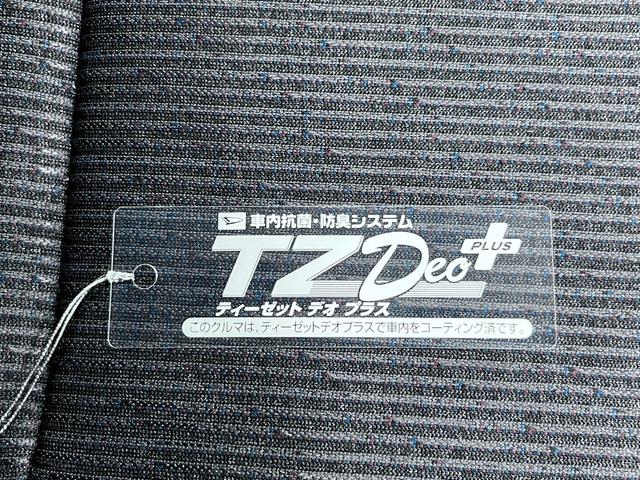 車内抗菌・防臭システム
TZ Deo PLUS
ティーゼット デオ プラス
このクルマは、ティーゼットデオプラスで車内をコーティング済です。